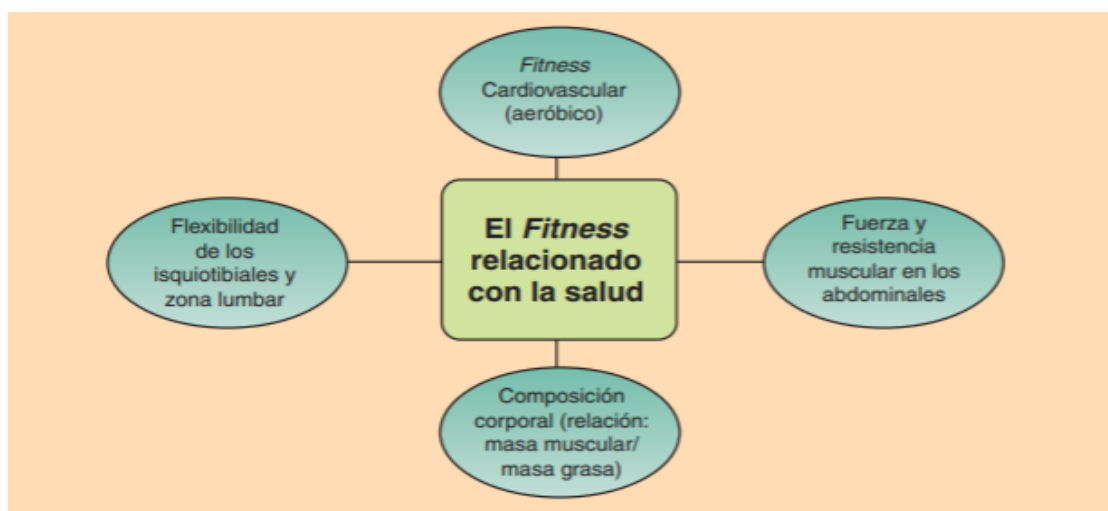 Fitness
Cardiovascular
(aeróbico)
Flexibilidad
de los
isquiotibiales y
zona lumbar
El Fitness
relacionado
con la salud
Fuerza y
resistencia
muscular en los
abdominales
Composición
corporal (relación:
masa muscular/
masa grasa)